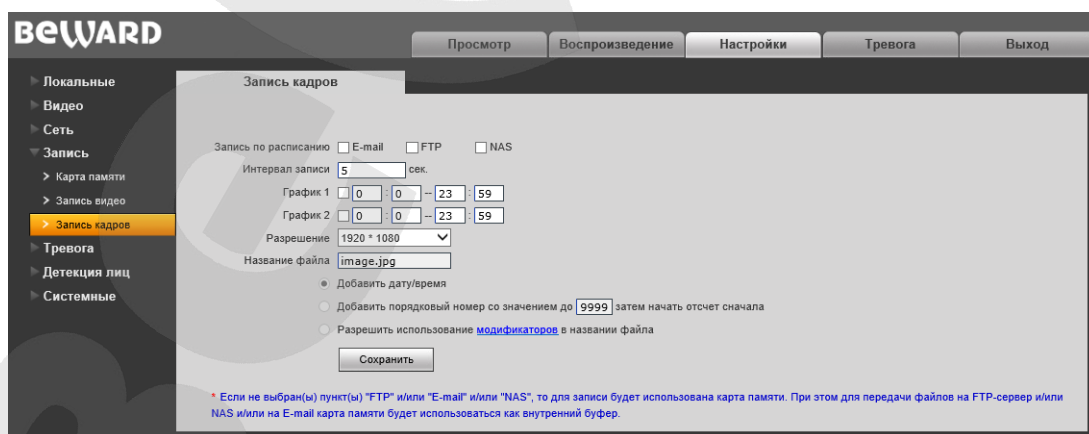 BEWARD
Просмотр Воспроизведение Настройки Тревога Выход
Локальные
Видео
Сеть
Запись
Карта памяти
Запись видео
Запись кадров
Тревога
Детекция лиц
Системные
Запись кадров
Запись по расписанию E-mail FTP NAS
Интервал записи 5 сек.
График 1 0 : 0 -- 23 : 59
График 2 0 : 0 -- 23 : 59
Разрешение 1920 * 1080
Название файла image.jpg
Добавить дату/время
Добавить порядковый номер со значением до 9999 затем начать отсчет сначала
Разрешить использование модификаторов в названии файла
Сохранить
* Если не выбран(ы) пункт(ы) "FTP" и/или "E-mail" и/или "NAS", то для записи будет использована карта памяти. При этом для передачи файлов на FTP-сервер и/или
NAS и/или на E-mail карта памяти будет использоваться как внутренний буфер.